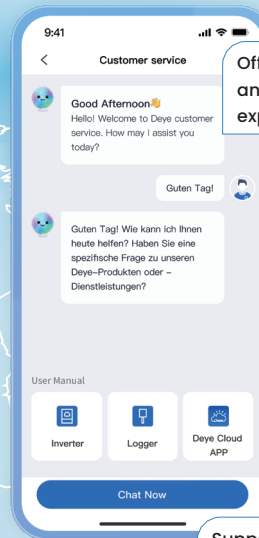 9:41
Customer service
Off
an
exp
Good Afternoon👋
Hello! Welcome to Deye customer
service. How may I assist you
today?
Guten Tag!
Guten Tag! Wie kann ich Ihnen
heute helfen? Haben Sie eine
spezifische Frage zu unseren
Deye-Produkten oder -
Dienstleistungen?
User Manual
Inverter
Logger
Deye Cloud
APP
Chat Now